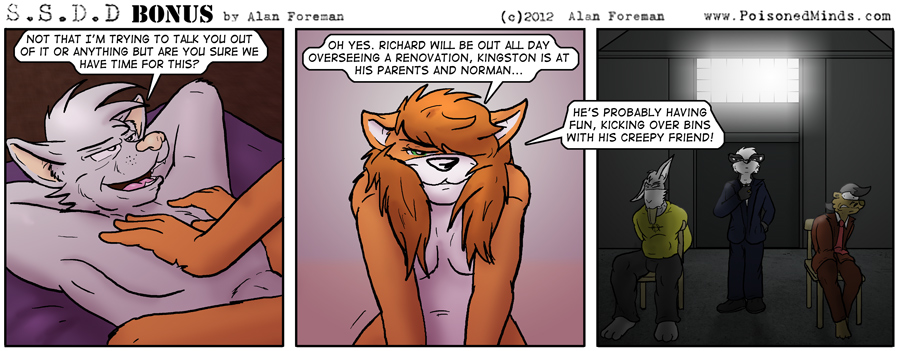 S.S.D.D BONUS by Alan Foreman (c)2012 Alan Foreman www.PoisonedMinds.com
NOT THAT I'M TRYING TO TALK YOU OUT
OF IT OR ANYTHING BUT ARE YOU SURE WE
HAVE TIME FOR THIS?
OH YES. RICHARD WILL BE OUT ALL DAY
OVERSEEING A RENOVATION, KINGSTON IS AT
HIS PARENTS AND NORMAN...
HE'S PROBABLY HAVING
FUN, KICKING OVER BINS
WITH HIS CREEPY FRIEND!